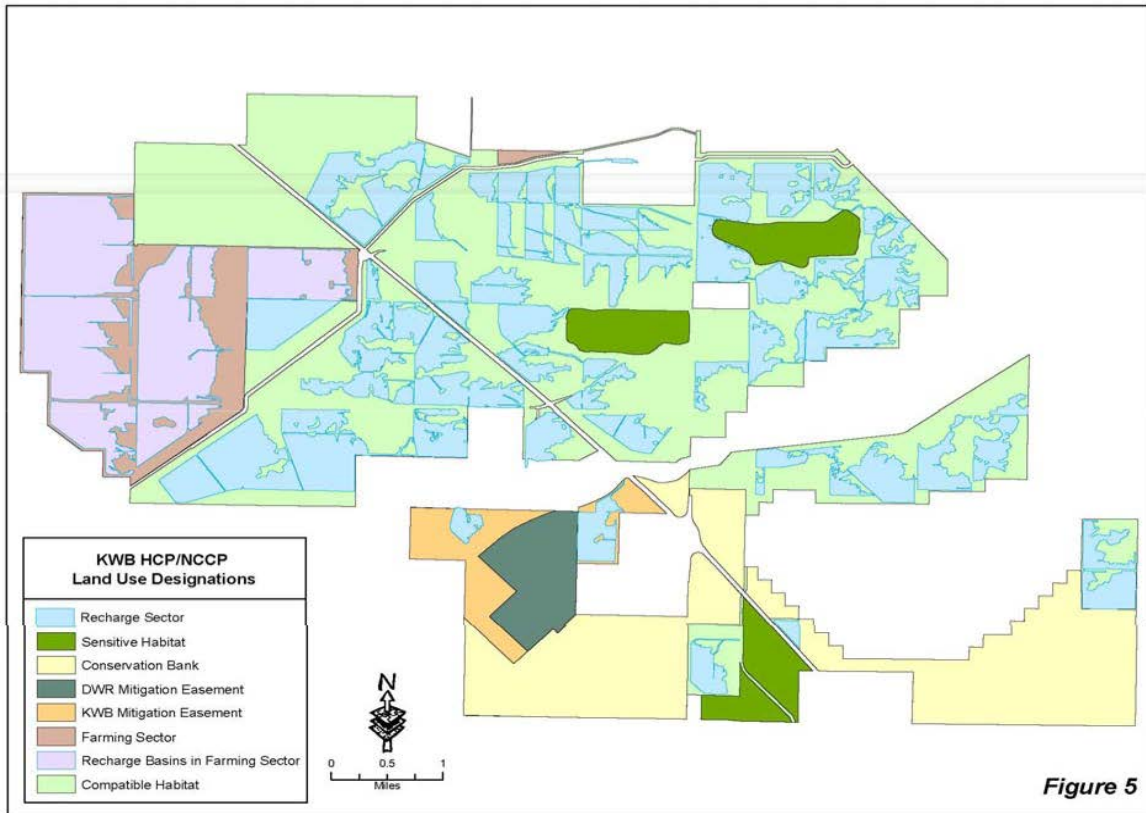 KWB HCP/NCCP
Land Use Designations
Recharge Sector
Sensitive Habitat
Conservation Bank
DWR Mitigation Easement
KWB Mitigation Easement
Farming Sector
Recharge Basins in Farming Sector
Compatible Habitat
N
0 0.5 1
Miles
Figure 5